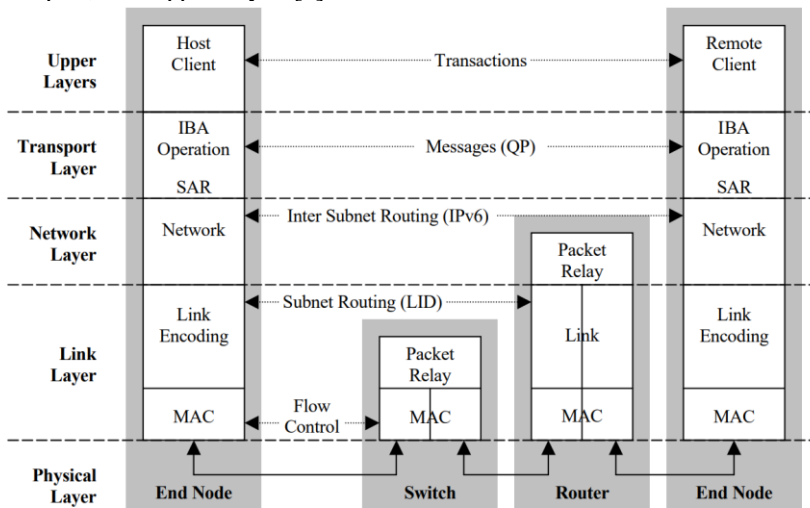 Host
Client
Transactions
Remote
Client
Upper
Layers
IBA
Operation
SAR
Messages (QP)
IBA
Operation
SAR
Transport
Layer
Inter Subnet Routing (IPv6)
Network
Packet
Relay
Network
Network
Layer
Subnet Routing (LID)
Link
Encoding
Packet
Relay
Link
Link
Encoding
Link
Layer
Flow
Control
MAC
MAC
MAC
MAC
Physical
Layer
End Node
Switch
Router
End Node